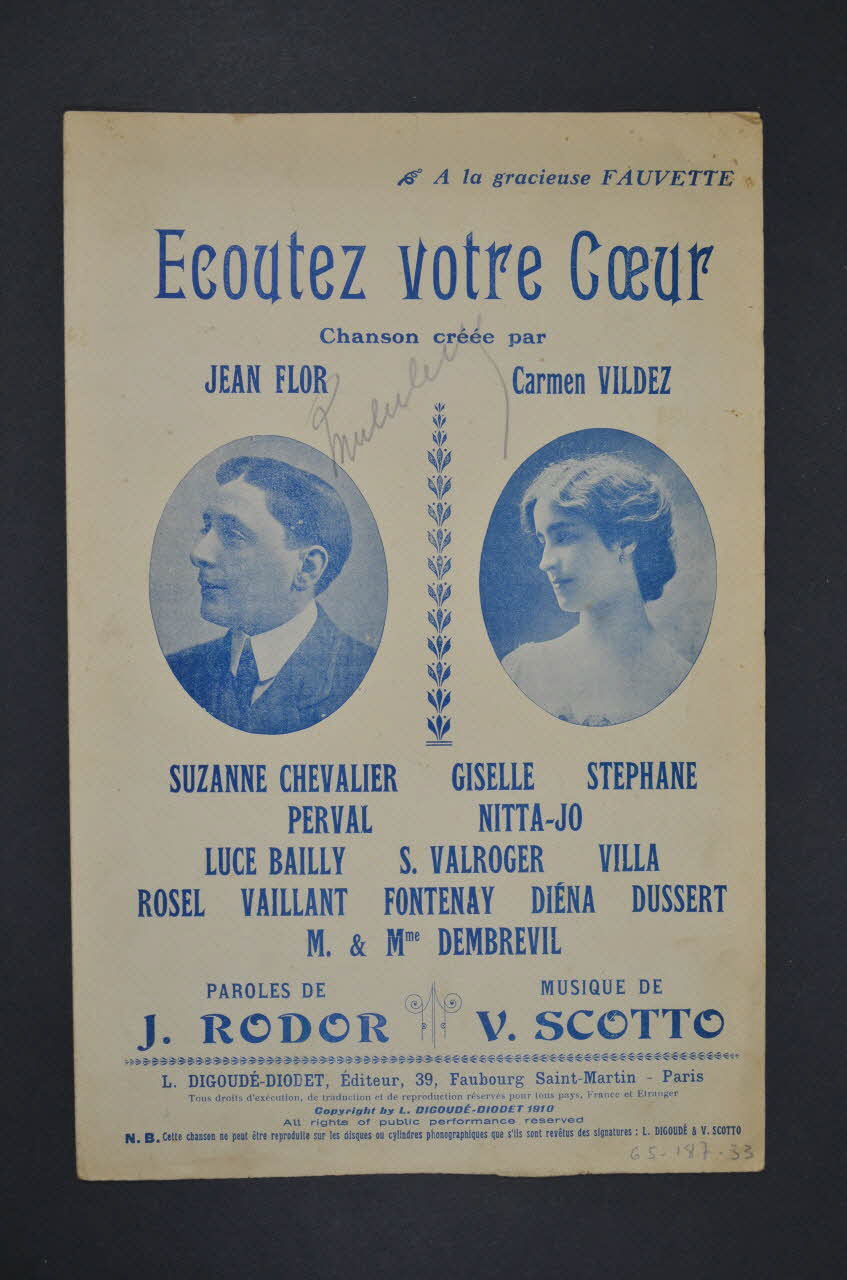 A la gracieuse FAUVETTE
Ecoutez votre Cœur
Chanson créée par
JEAN FLOR Carmen VILDEZ
SUZANNE CHEVALIER GISELLE STEPHANE
PERVAL NITTA-JO
LUCE BAILLY S. VALROGER VILLA
ROSEL VAILLANT FONTENAY DIÉNA DUSSERT
M. & Mme DEMBREVIL
PAROLES DE MUSIQUE DE
J. RODOR V. SCOTTO
L. DIGOUDÉ-DIODET, Éditeur, 39, Faubourg Saint-Martin - Paris
Tous droits d'exécution, de traduction et de reproduction réservés pour tous pays, France et Etranger
Copyright by L. DIGOUDÉ-DIODET 1910
All rights of public performance reserved
N. B. Cette chanson ne peut être reproduite sur les disques ou cylindres phonographiques que s'ils sont revêtus des signatures : L. DIGOUDÉ & V. SCOTTO
65-187-33